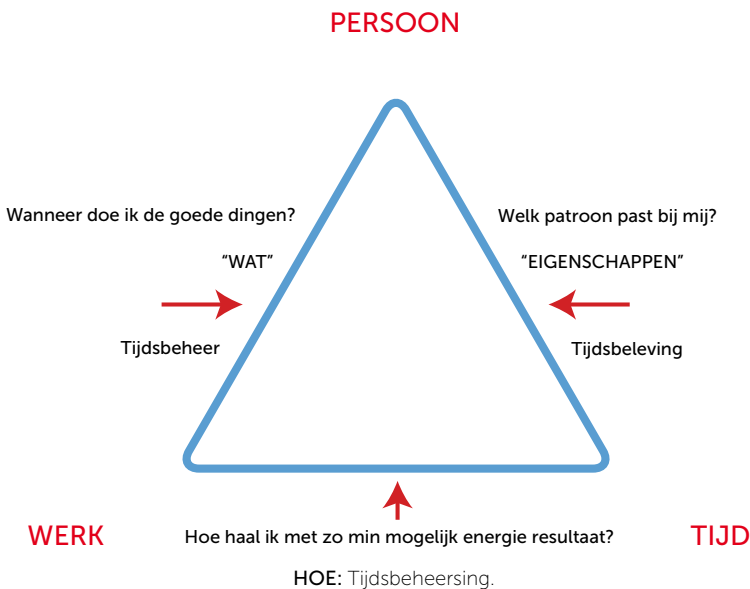 PERSOON
Wanneer doe ik de goede dingen?
Welk patroon past bij mij?
"WAT"
"EIGENSCHAPPEN"
Tijdsbeheer
Tijdsbeleving
WERK
Hoe haal ik met zo min mogelijk energie resultaat?
TIJD
HOE: Tijdsbeheersing.